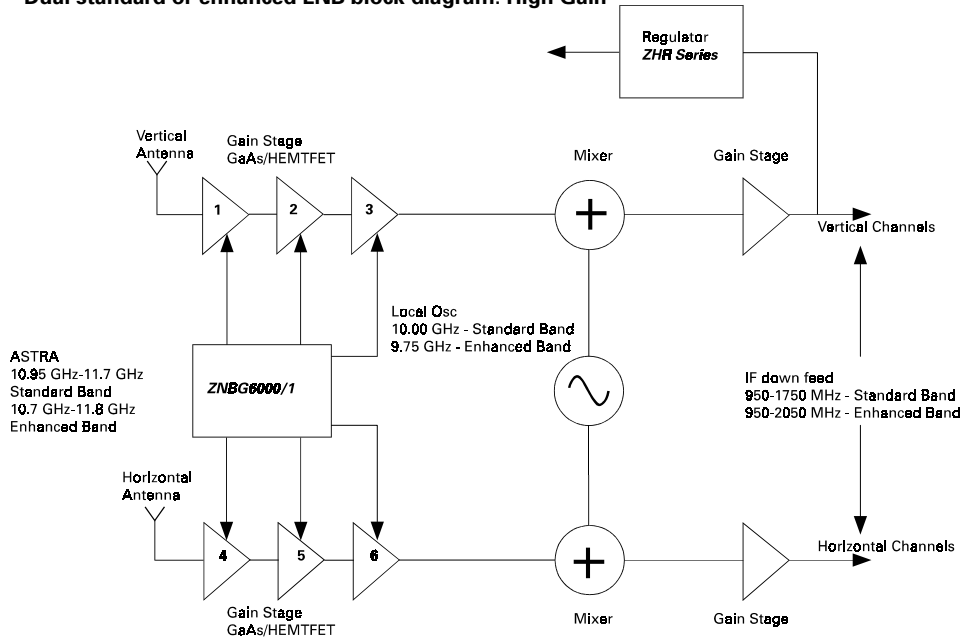 Dual standard or enhanced LNB block diagram. High Gain
Regulator
ZHR Series
Vertical
Antenna
Gain Stage
GaAs/HEMTFET
Mixer
Gain Stage
1
2
3
Vertical Channels
Local Osc
10.00 GHz - Standard Band
9.75 GHz - Enhanced Band
ASTRA
10.95 GHz-11.7 GHz
Standard Band
10.7 GHz-11.8 GHz
Enhanced Band
ZNBG6000/1
IF down feed
950-1750 MHz - Standard Band
950-2050 MHz - Enhanced Band
Horizontal
Antenna
4
5
6
Horizontal Channels
Gain Stage
GaAs/HEMTFET
Mixer
Gain Stage